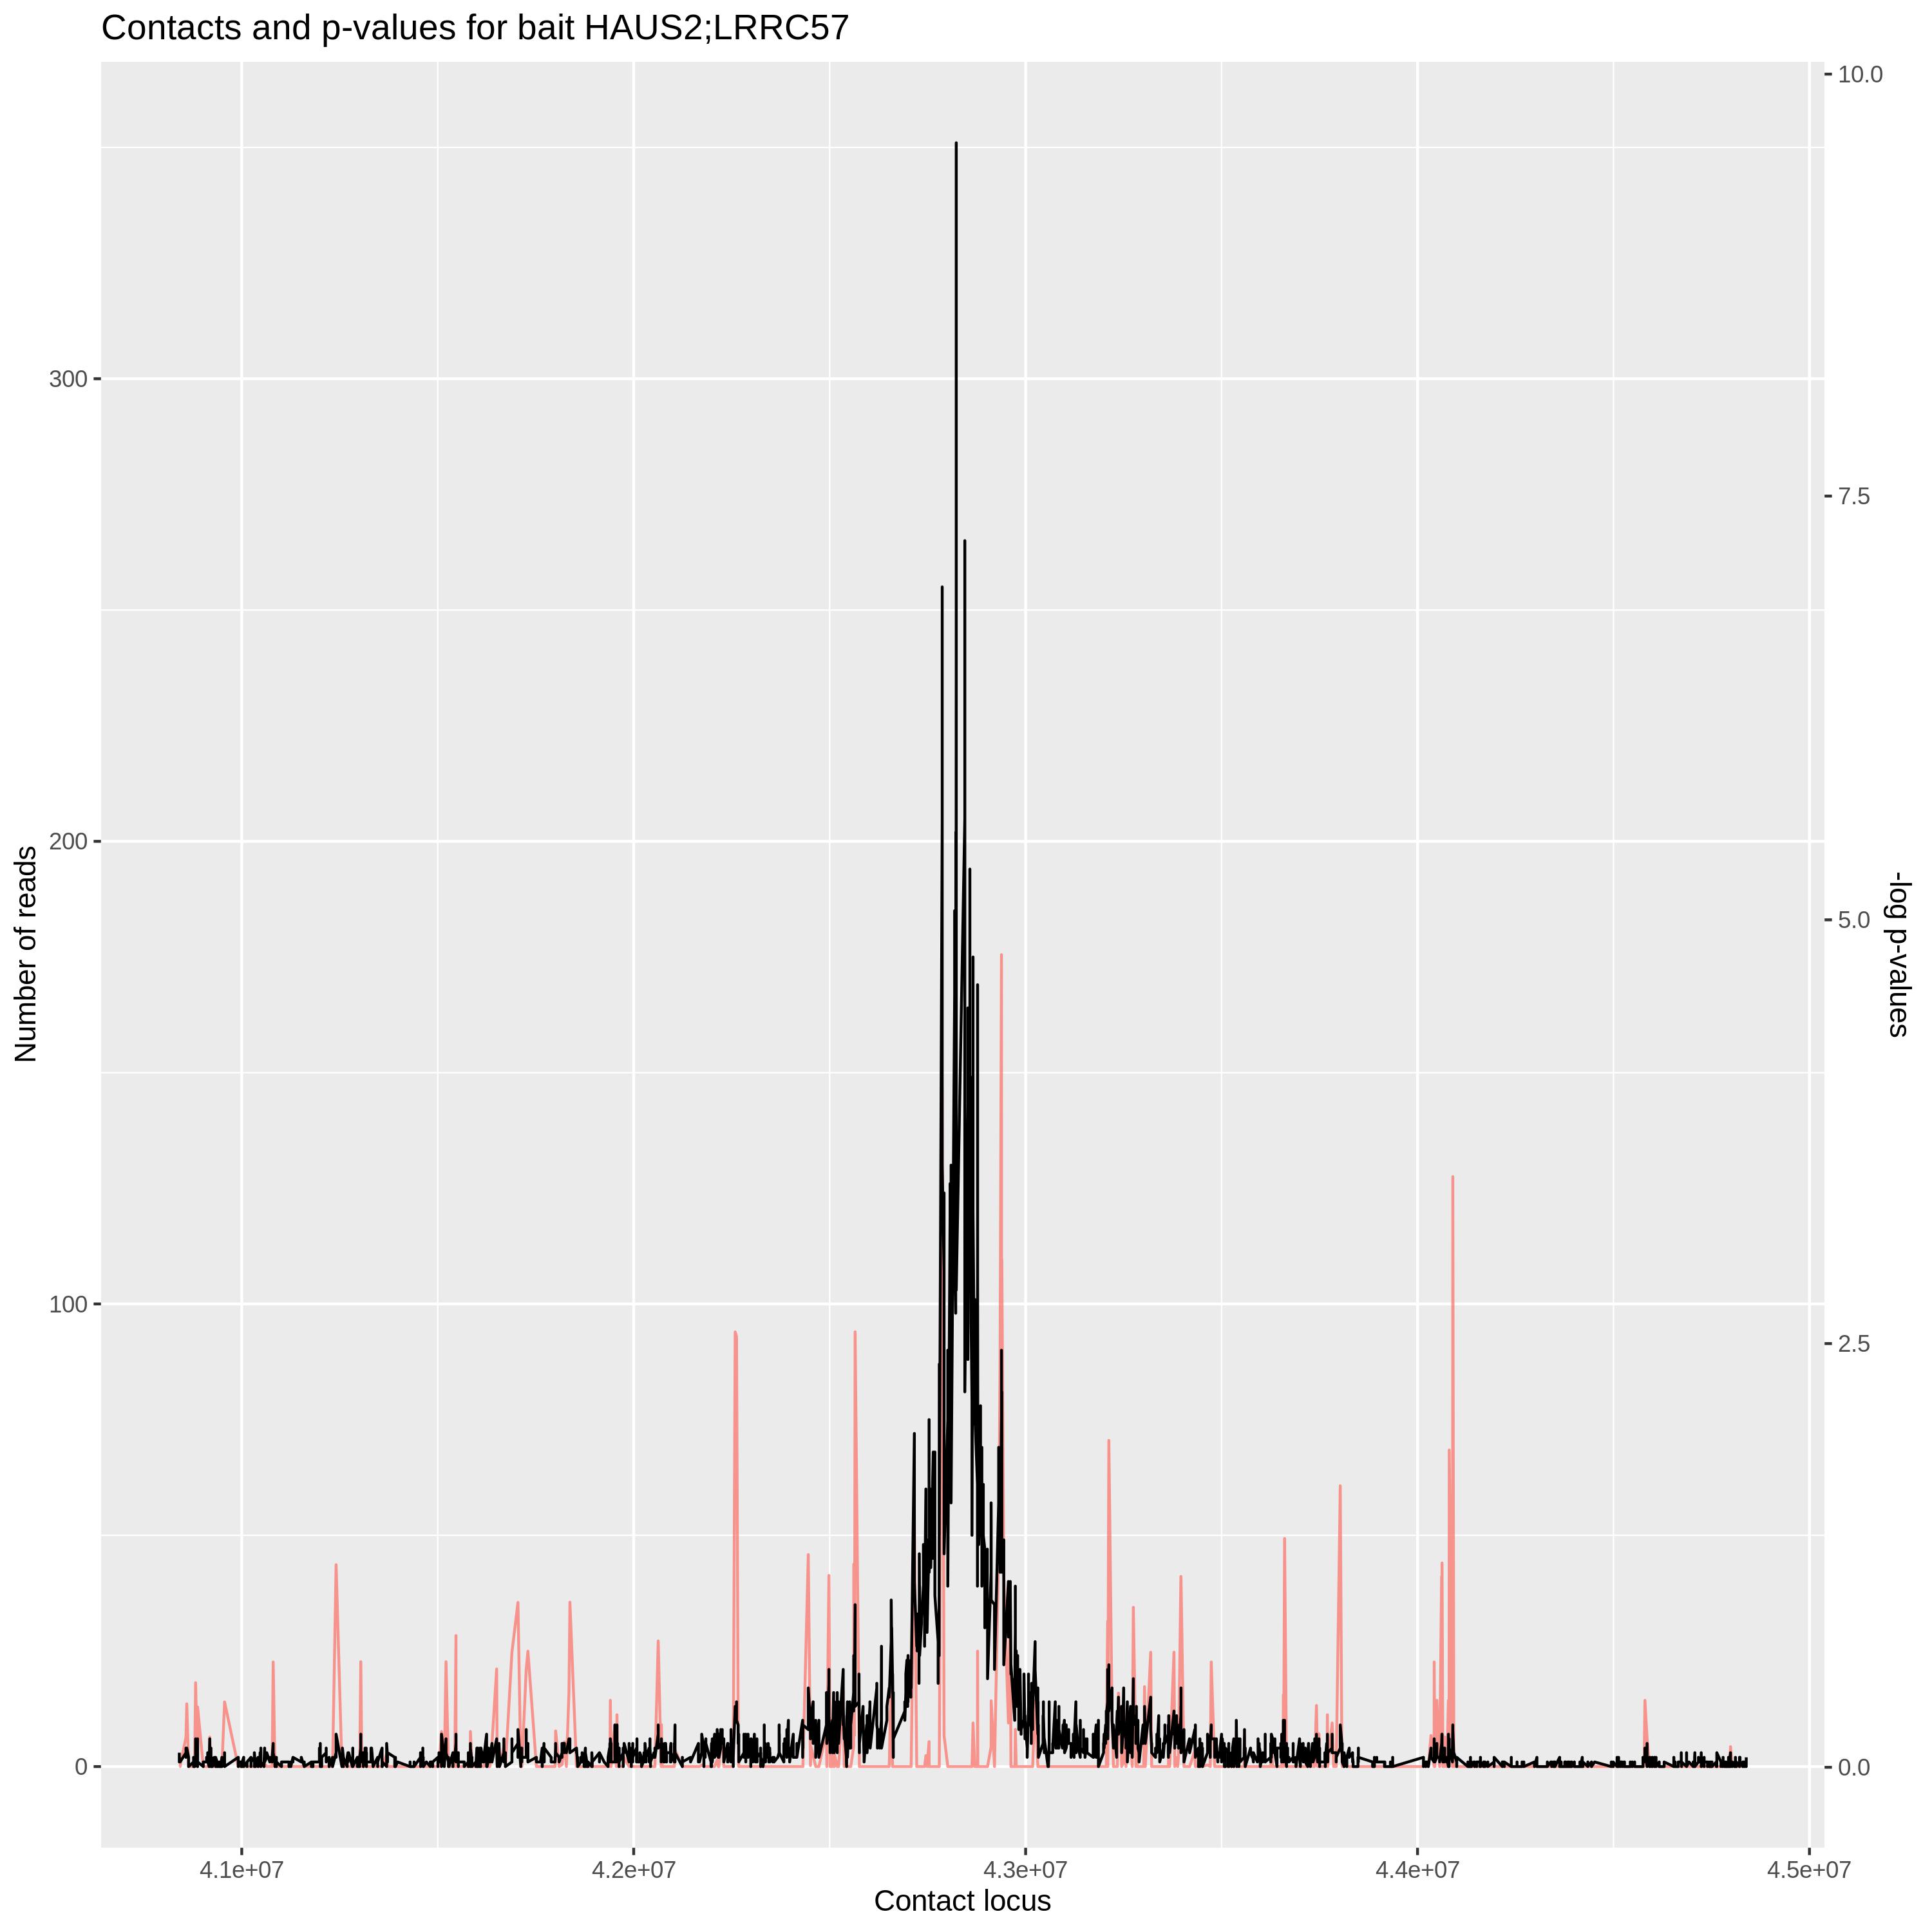 Contacts and p-values for bait HAUS2;LRRC57
Number of reads
300
200
100
0
10.0
7.5
5.0
2.5
0.0
-log p-values
4.1e+07
4.2e+07
4.3e+07
4.4e+07
4.5e+07
Contact locus